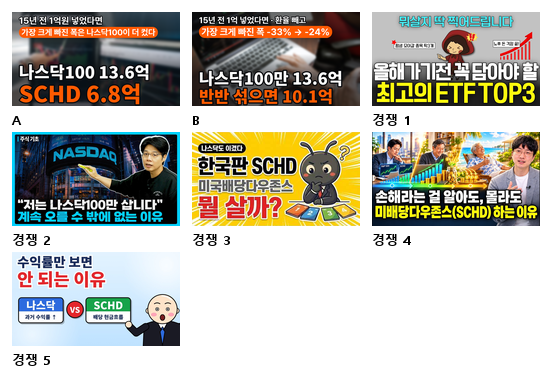 15년 전 1억원 넣었다면
가장 크게 빠진 폭은 나스닥100이 더 컸다
나스닥100 13.6억
SCHD 6.8억
A
15년 전 1억 넣었다면 · 환율 빼고
가장 크게 빠진 폭 -33% → -24%
나스닥100만 13.6억
반반 섞으면 10.1억
B
뭐살지 딱 찍어드립니다
올해가기전 꼭 담아야 할
최고의 ETF TOP3
경쟁 1
주식 기초
NASDAQ
“저는 나스닥100만 삽니다”
계속 오를 수 밖에 없는 이유
경쟁 2
나스닥도 이겼다
한국판 SCHD
미국배당다우존스
뭘 살까?
경쟁 3
손해라는 걸 알아도, 몰라도
미배당다우존스(SCHD) 하는 이유
경쟁 4
수익률만 보면
안 되는 이유
나스닥
과거 수익률 ↑
VS
SCHD
배당 현금흐름
경쟁 5